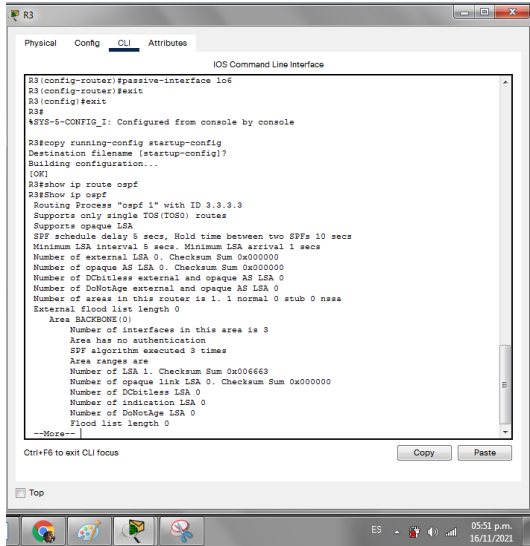 R3
Physical Config CLI Attributes
IOS Command Line Interface
R3(config-router)#passive-interface lo6
R3(config-router)#exit
R3(config)#exit
R3#
%SYS-5-CONFIG_I: Configured from console by console
R3#copy running-config startup-config
Destination filename [startup-config]?
Building configuration...
[OK]
R3#show ip route ospf
R3#Show ip ospf
Routing Process "ospf 1" with ID 3.3.3.3
Supports only single TOS(TOS0) routes
Supports opaque LSA
SPF schedule delay 5 secs, Hold time between two SPFs 10 secs
Minimum LSA interval 5 secs. Minimum LSA arrival 1 secs
Number of external LSA 0. Checksum Sum 0x000000
Number of opaque AS LSA 0. Checksum Sum 0x000000
Number of DCbitless external and opaque AS LSA 0
Number of DoNotAge external and opaque AS LSA 0
Number of areas in this router is 1. 1 normal 0 stub 0 nssa
External flood list length 0
Area BACKBONE(0)
Number of interfaces in this area is 3
Area has no authentication
SPF algorithm executed 3 times
Area ranges are
Number of LSA 1. Checksum Sum 0x006663
Number of opaque link LSA 0. Checksum Sum 0x000000
Number of DCbitless LSA 0
Number of indication LSA 0
Number of DoNotAge LSA 0
Flood list length 0
--More--
Ctrl+F6 to exit CLI focus
Copy Paste
Top
ES
05:51 p.m.
16/11/2021